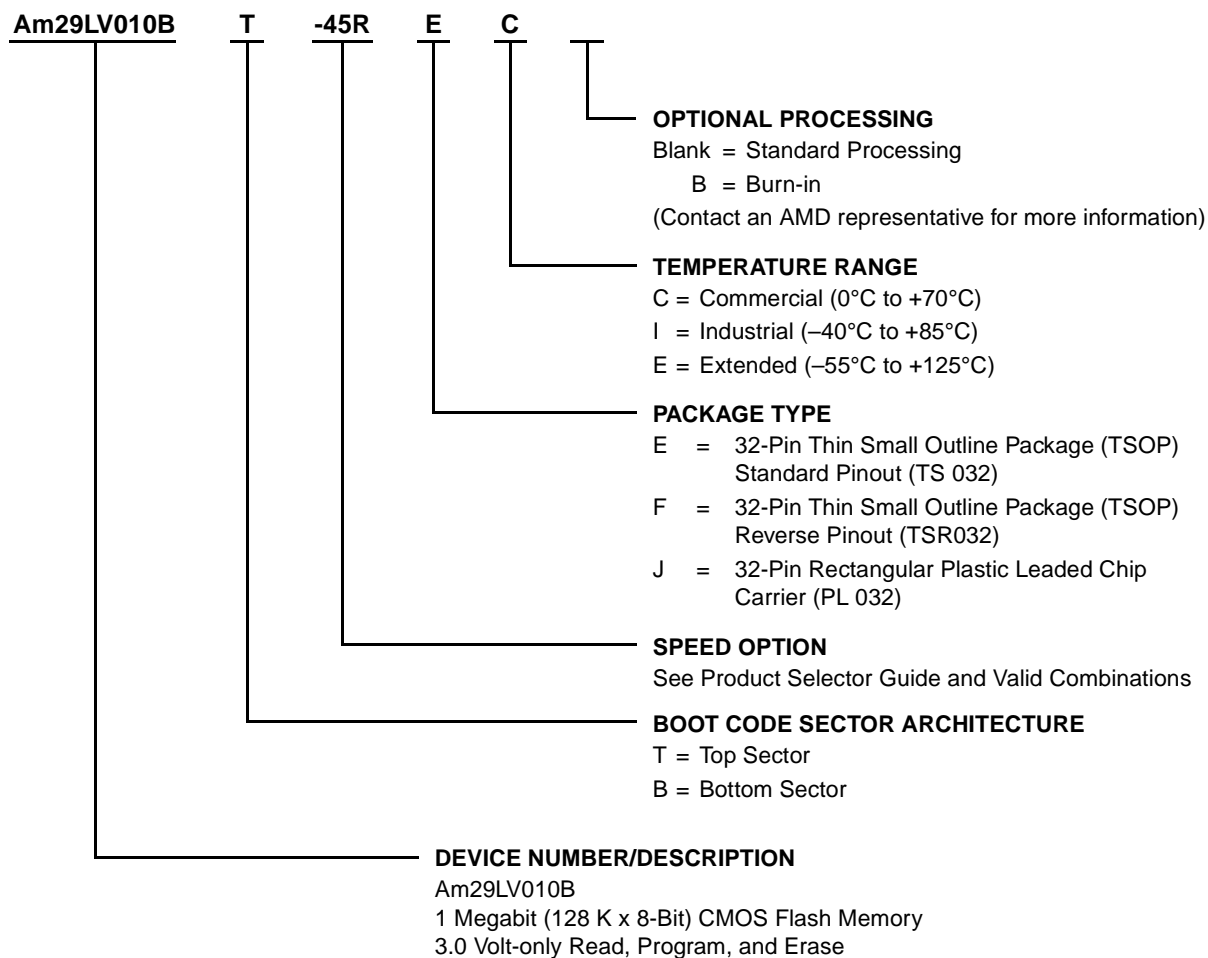 Am29LV010B T -45R E C
OPTIONAL PROCESSING
Blank = Standard Processing
B = Burn-in
(Contact an AMD representative for more information)
TEMPERATURE RANGE
C = Commercial (0°C to +70°C)
I = Industrial (–40°C to +85°C)
E = Extended (–55°C to +125°C)
PACKAGE TYPE
E = 32-Pin Thin Small Outline Package (TSOP)
Standard Pinout (TS 032)
F = 32-Pin Thin Small Outline Package (TSOP)
Reverse Pinout (TSR032)
J = 32-Pin Rectangular Plastic Leaded Chip
Carrier (PL 032)
SPEED OPTION
See Product Selector Guide and Valid Combinations
BOOT CODE SECTOR ARCHITECTURE
T = Top Sector
B = Bottom Sector
DEVICE NUMBER/DESCRIPTION
Am29LV010B
1 Megabit (128 K x 8-Bit) CMOS Flash Memory
3.0 Volt-only Read, Program, and Erase